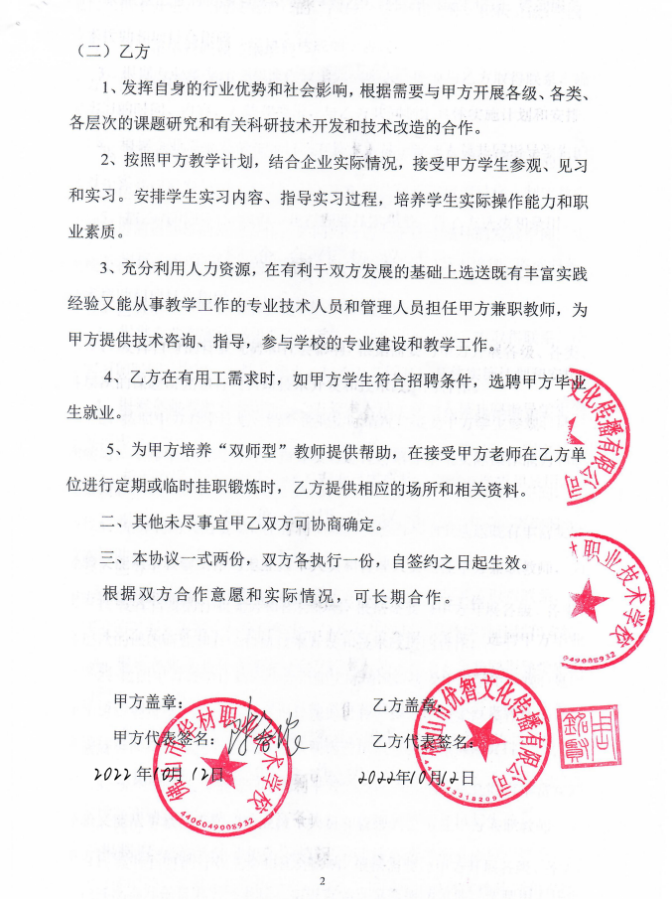 （二）乙方
1、发挥自身的行业优势和社会影响，根据需要与甲方开展各级、各类、
各层次的课题研究和有关科研技术开发和技术改造的合作。
2、按照甲方教学计划，结合企业实际情况，接受甲方学生参观、见习
和实习。安排学生实习内容、指导实习过程，培养学生实际操作能力和职
业素质。
3、充分利用人力资源，在有利于双方发展的基础上选送既有丰富实践
经验又能从事教学工作的专业技术人员和管理人员担任甲方兼职教师，为
甲方提供技术咨询、指导，参与学校的专业建设和教学工作。
4、乙方在有用工需求时，如甲方学生符合招聘条件，选聘甲方毕业
生就业。
文化传播有限公司
5、为甲方培养“双师型”教师提供帮助，在接受甲方老师在乙方单
位进行定期或临时挂职锻炼时，乙方提供相应的场所和相关资料。
二、其他未尽事宜甲乙双方可协商确定。
三、本协议一式两份，双方各执行一份，自签约之日起生效。
职业技术学校
049008932
根据双方合作意愿和实际情况，可长期合作。
甲方盖章：
乙方盖章：
甲方代表签名：
乙方代表签名：
佛山市华材职业技术学校
4406049008932
佛山市优智文化传播有限公司
2022年10月12日
2022年10月12日
2